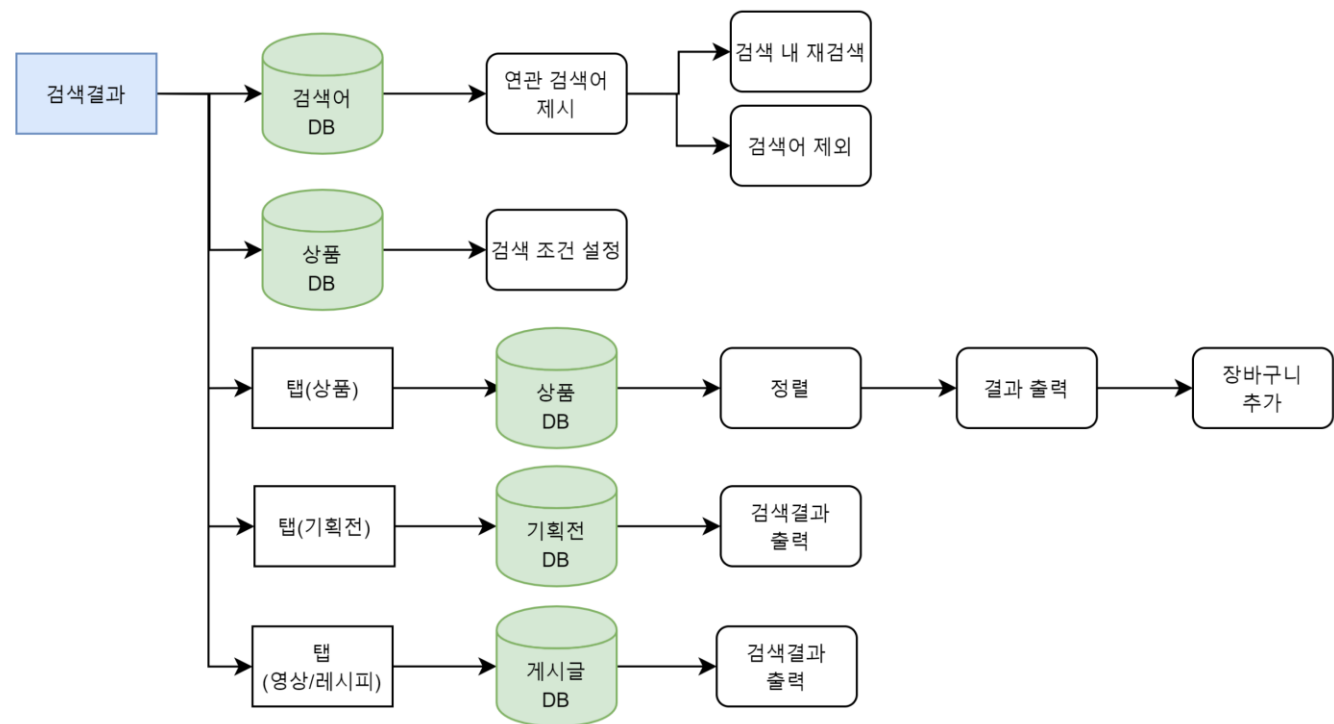 검색결과
검색어
DB
연관 검색어
제시
검색 내 재검색
검색어 제외
상품
DB
검색 조건 설정
탭(상품)
상품
DB
정렬
결과 출력
장바구니
추가
탭(기획전)
기획전
DB
검색결과
출력
탭
(영상/레시피)
게시글
DB
검색결과
출력